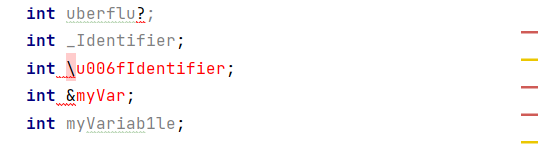 int uberflu?;
int _Identifier;
int \u006fIdentifier;
int &myVar;
int myVariab1le;